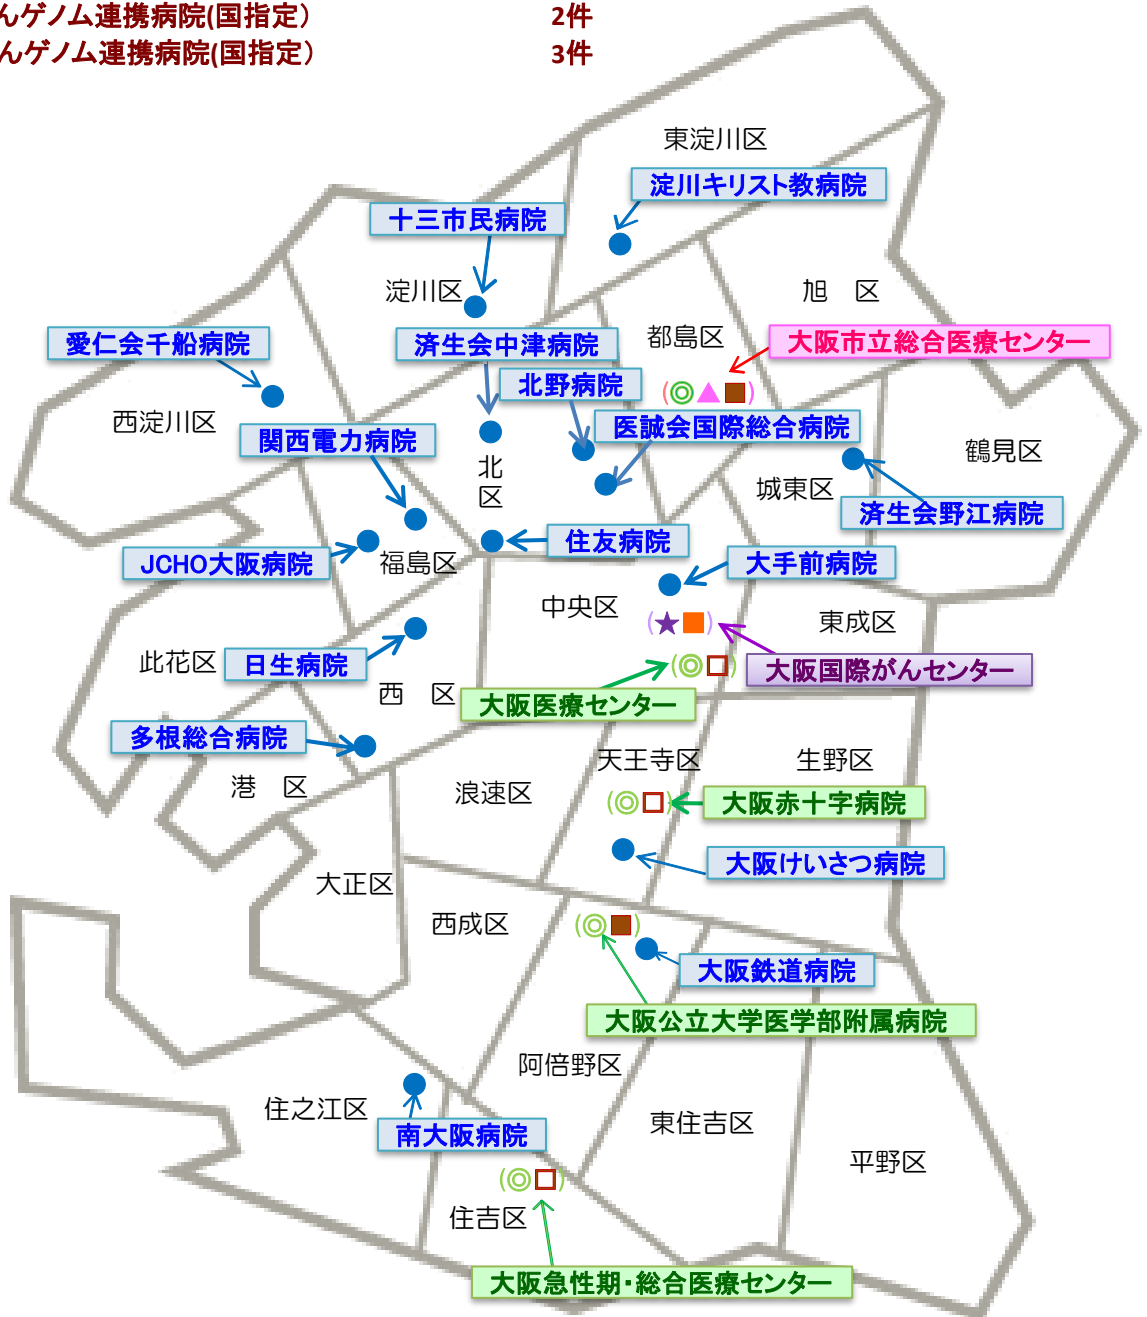 んゲノム連携病院(国指定） 2件
んゲノム連携病院(国指定） 3件
東淀川区
淀川キリスト教病院
十三市民病院
淀川区
旭　区
愛仁会千船病院
済生会中津病院
都島区
大阪市立総合医療センター
北野病院
西淀川区
関西電力病院
医誠会国際総合病院
鶴見区
北
区
城東区
済生会野江病院
JCHO大阪病院
福島区
住友病院
大手前病院
中央区
東成区
此花区
日生病院
西　区
大阪国際がんセンター
大阪医療センター
多根総合病院
天王寺区
生野区
港　区
浪速区
大阪赤十字病院
大阪けいさつ病院
大正区
西成区
大阪鉄道病院
大阪公立大学医学部附属病院
阿倍野区
住之江区
南大阪病院
東住吉区
平野区
住吉区
大阪急性期・総合医療センター